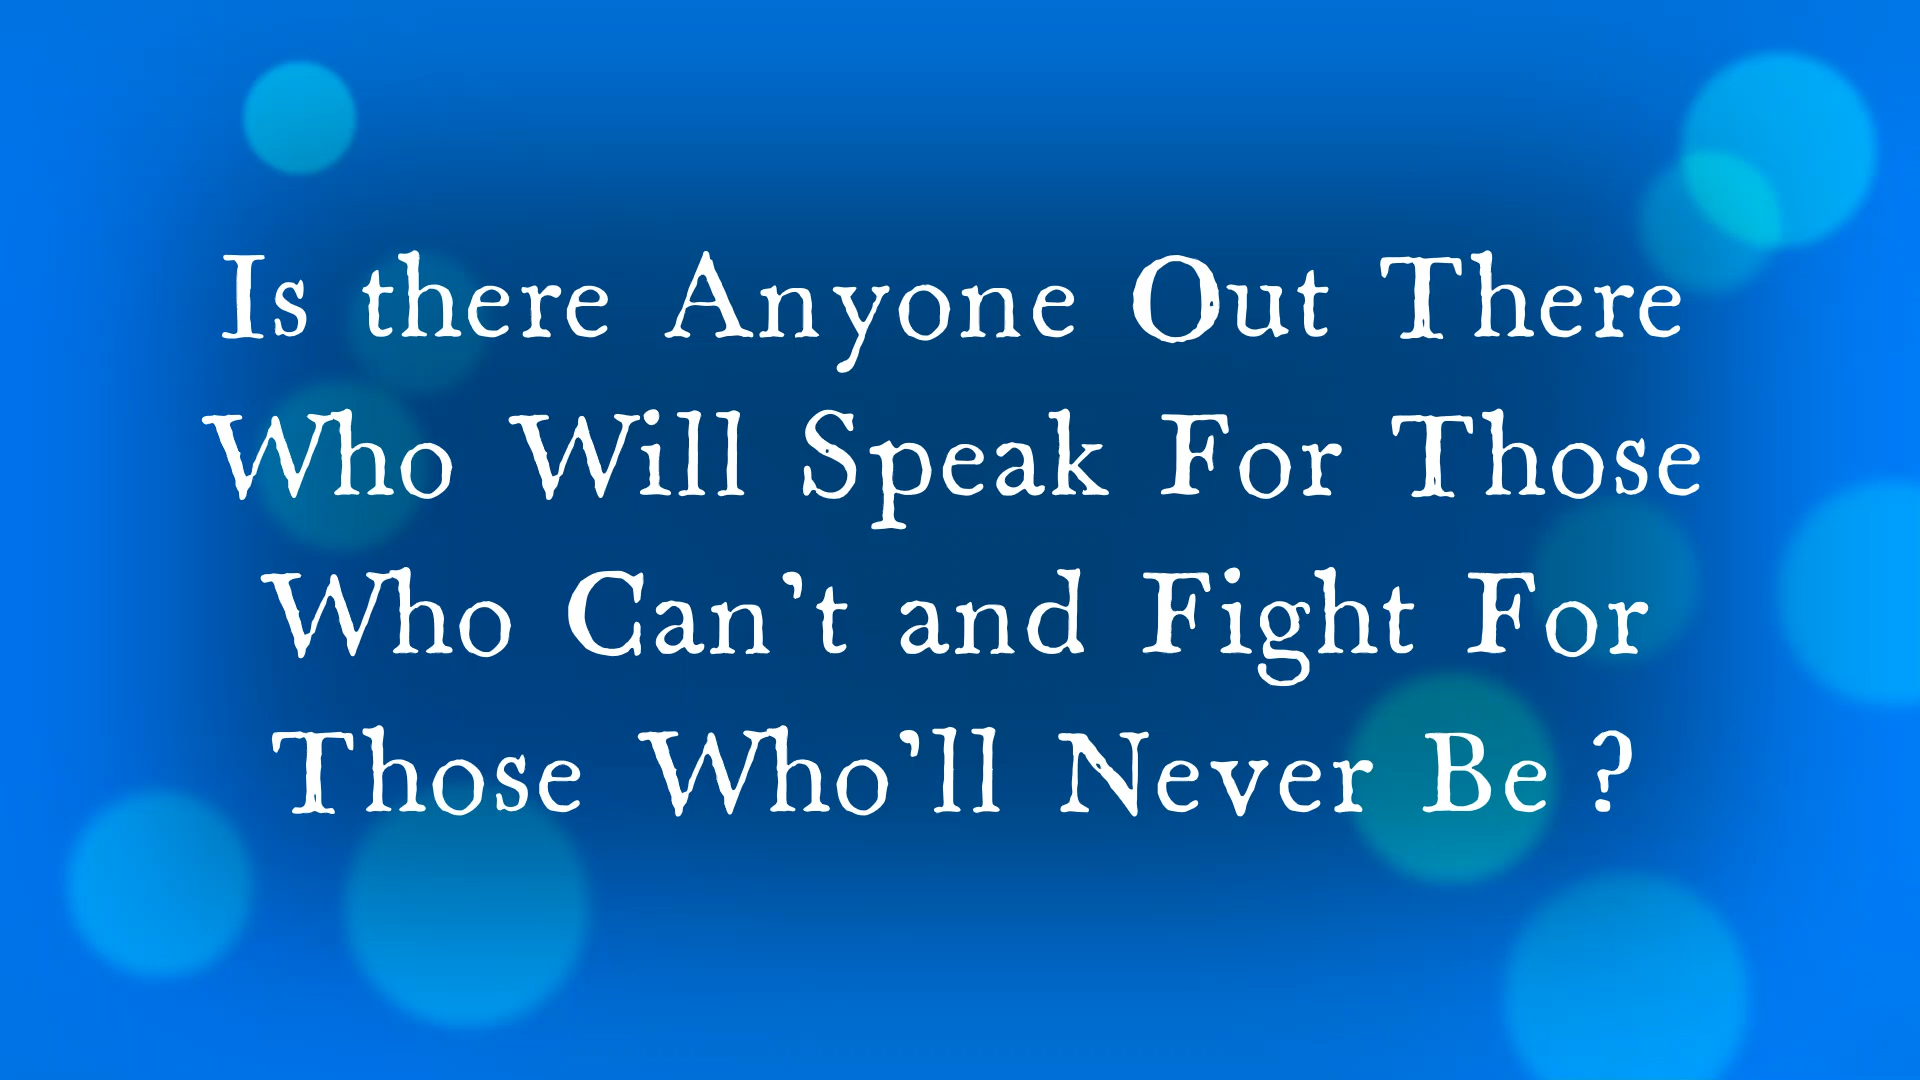 Is there Anyone Out There
Who Will Speak For Those
Who Can't and Fight For
Those Who'll Never Be ?